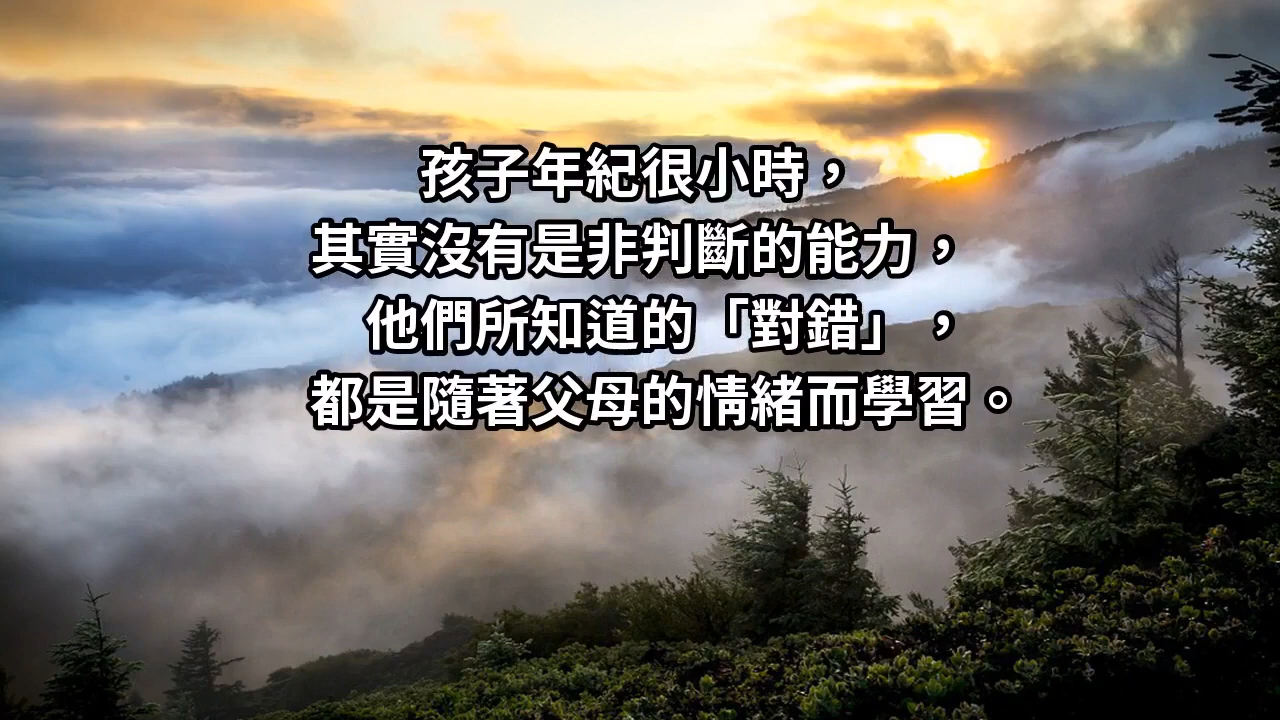 孩子年紀很小時，
其實沒有是非判斷的能力，
他們所知道的「對錯」，
都是隨著父母的情緒而學習。